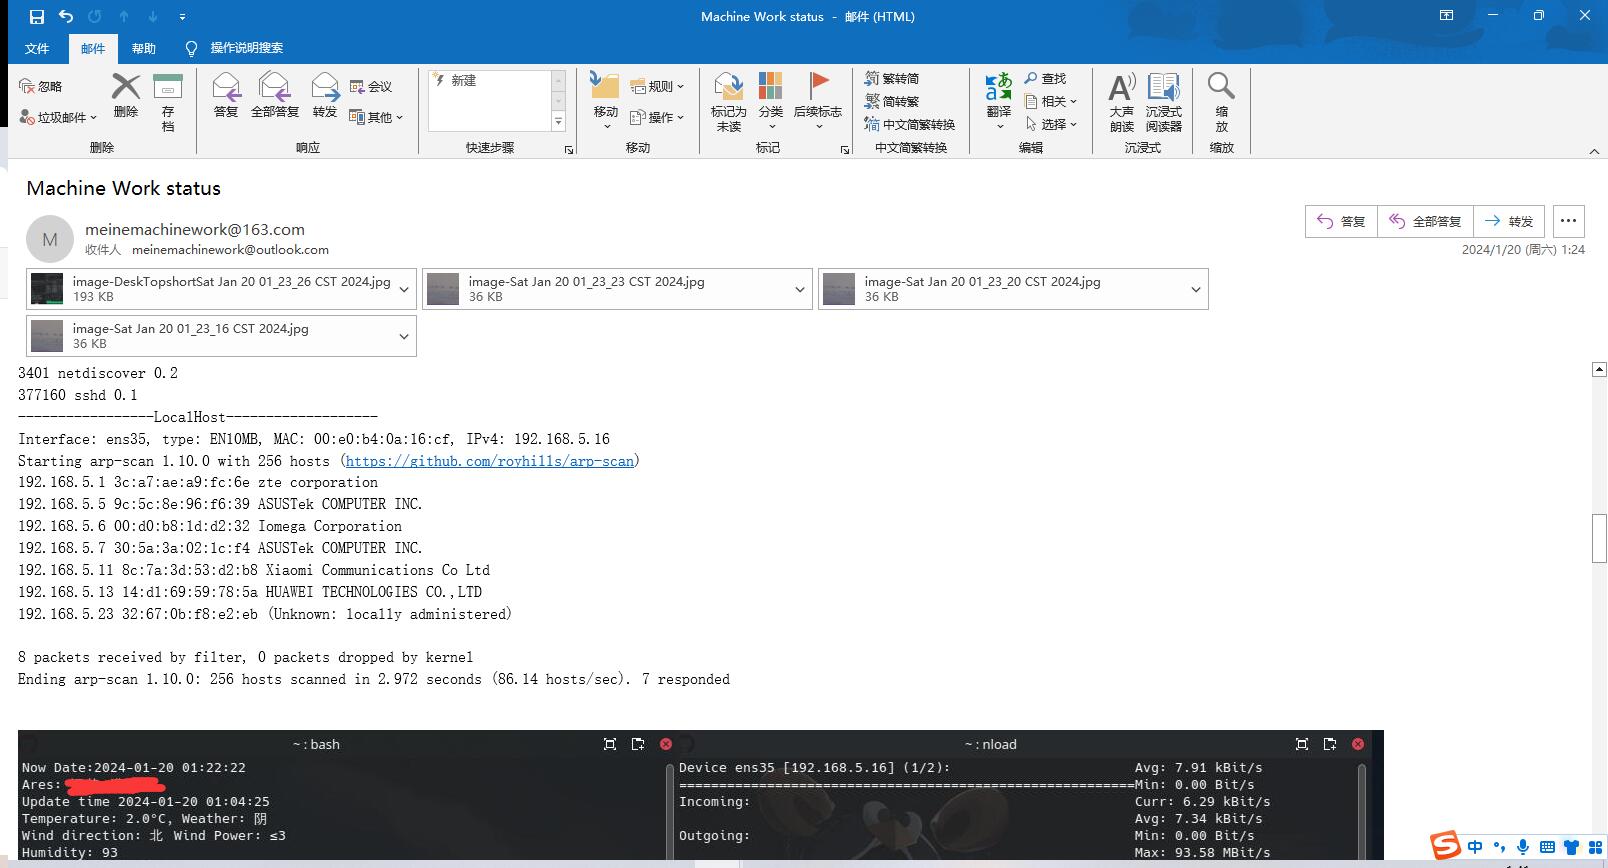 Machine Work status - 邮件 (HTML)
文件 邮件 帮助 操作说明搜索
忽略
垃圾邮件
删除
存档
删除
答复
全部答复
转发
会议
其他
响应
新建
快速步骤
移动
规则
操作
移动
标记为未读
分类
后续标志
标记
简 繁转简
繁 简转繁
简 中文简繁转换
中文简繁转换
翻译
查找
相关
选择
编辑
大声朗读
沉浸式阅读器
沉浸式
缩放
缩放
Machine Work status
M
meinemachinework@163.com
收件人 meinemachinework@outlook.com
答复 全部答复 转发
2024/1/20 (周六) 1:24
image-DeskTopshortSat Jan 20 01_23_26 CST 2024.jpg
193 KB
image-Sat Jan 20 01_23_23 CST 2024.jpg
36 KB
image-Sat Jan 20 01_23_20 CST 2024.jpg
36 KB
image-Sat Jan 20 01_23_16 CST 2024.jpg
36 KB
3401 netdiscover 0.2
377160 sshd 0.1
-----------------LocalHost-------------------
Interface: ens35, type: EN10MB, MAC: 00:e0:b4:0a:16:cf, IPv4: 192.168.5.16
Starting arp-scan 1.10.0 with 256 hosts (https://github.com/royhills/arp-scan)
192.168.5.1 3c:a7:ae:a9:fc:6e zte corporation
192.168.5.5 9c:5c:8e:96:f6:39 ASUSTek COMPUTER INC.
192.168.5.6 00:d0:b8:1d:d2:32 Iomega Corporation
192.168.5.7 30:5a:3a:02:1c:f4 ASUSTek COMPUTER INC.
192.168.5.11 8c:7a:3d:53:d2:b8 Xiaomi Communications Co Ltd
192.168.5.13 14:d1:69:59:78:5a HUAWEI TECHNOLOGIES CO.,LTD
192.168.5.23 32:67:0b:f8:e2:eb (Unknown: locally administered)
8 packets received by filter, 0 packets dropped by kernel
Ending arp-scan 1.10.0: 256 hosts scanned in 2.972 seconds (86.14 hosts/sec). 7 responded
~ : bash
Now Date:2024-01-20 01:22:22
Ares:
Update time 2024-01-20 01:04:25
Temperature: 2.0°C, Weather: 阴
Wind direction: 北 Wind Power: ≤3
Humidity: 93
~ : nload
Device ens35 [192.168.5.16] (1/2):
Incoming:
Outgoing:
Avg: 7.91 kBit/s
Min: 0.00 Bit/s
Curr: 6.29 kBit/s
Avg: 7.34 kBit/s
Min: 0.00 Bit/s
Max: 93.58 MBit/s
S 中